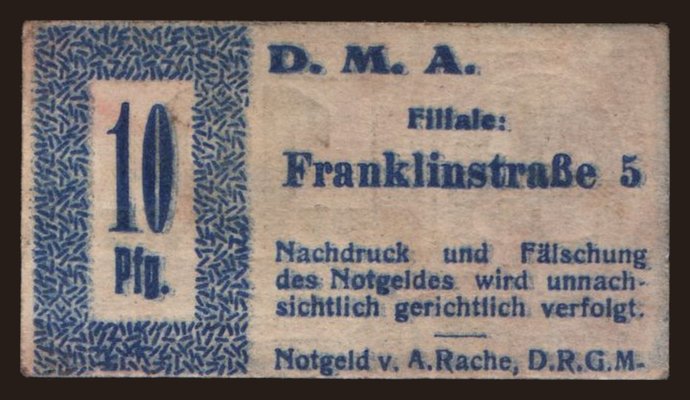 10
Pfg.
D. M. A.
Filiale:
Franklinstraße 5
Nachdruck und Fälschung
des Notgeldes wird unnach-
sichtlich gerichtlich verfolgt.
Notgeld v. A.Rache, D.R.G.M-